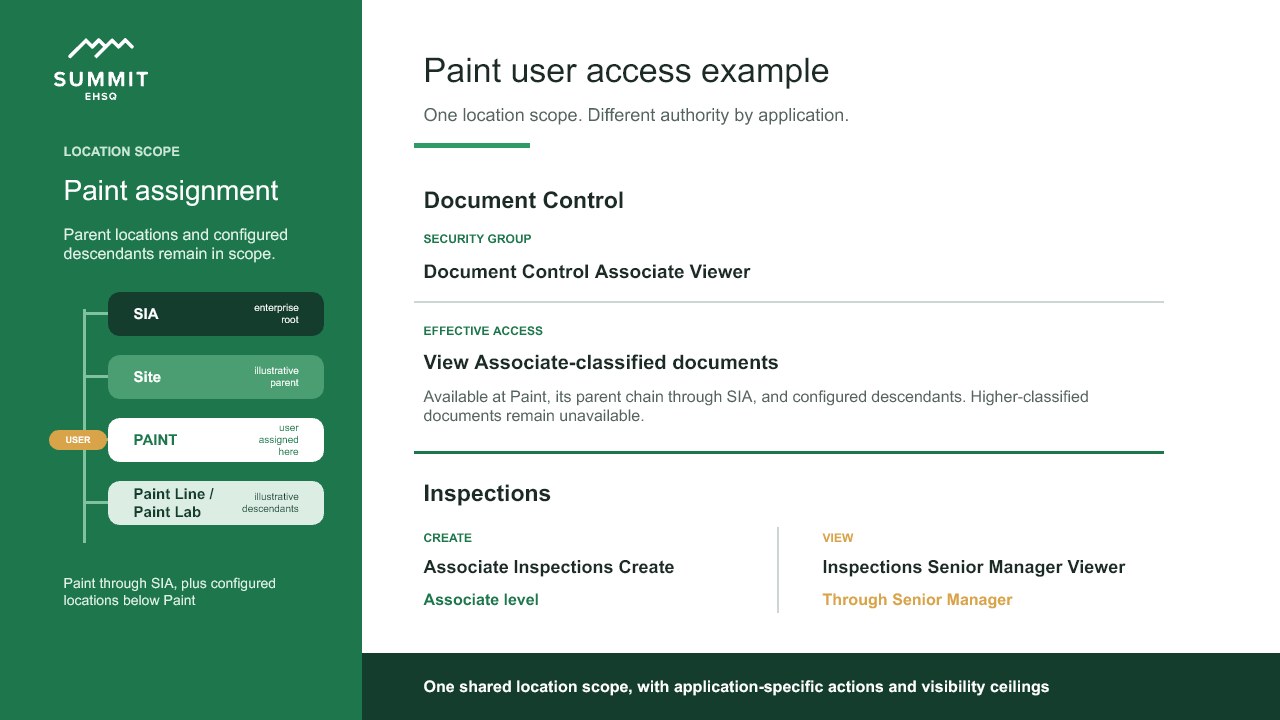 SUMMIT
EHSQ
LOCATION SCOPE
Paint assignment
Parent locations and configured
descendants remain in scope.
SIA
enterprise
root
Site
illustrative
parent
USER
PAINT
user
assigned
here
Paint Line /
Paint Lab
illustrative
descendants
Paint through SIA, plus configured
locations below Paint
Paint user access example
One location scope. Different authority by application.
Document Control
SECURITY GROUP
Document Control Associate Viewer
EFFECTIVE ACCESS
View Associate-classified documents
Available at Paint, its parent chain through SIA, and configured descendants. Higher-classified
documents remain unavailable.
Inspections
CREATE
Associate Inspections Create
Associate level
VIEW
Inspections Senior Manager Viewer
Through Senior Manager
One shared location scope, with application-specific actions and visibility ceilings